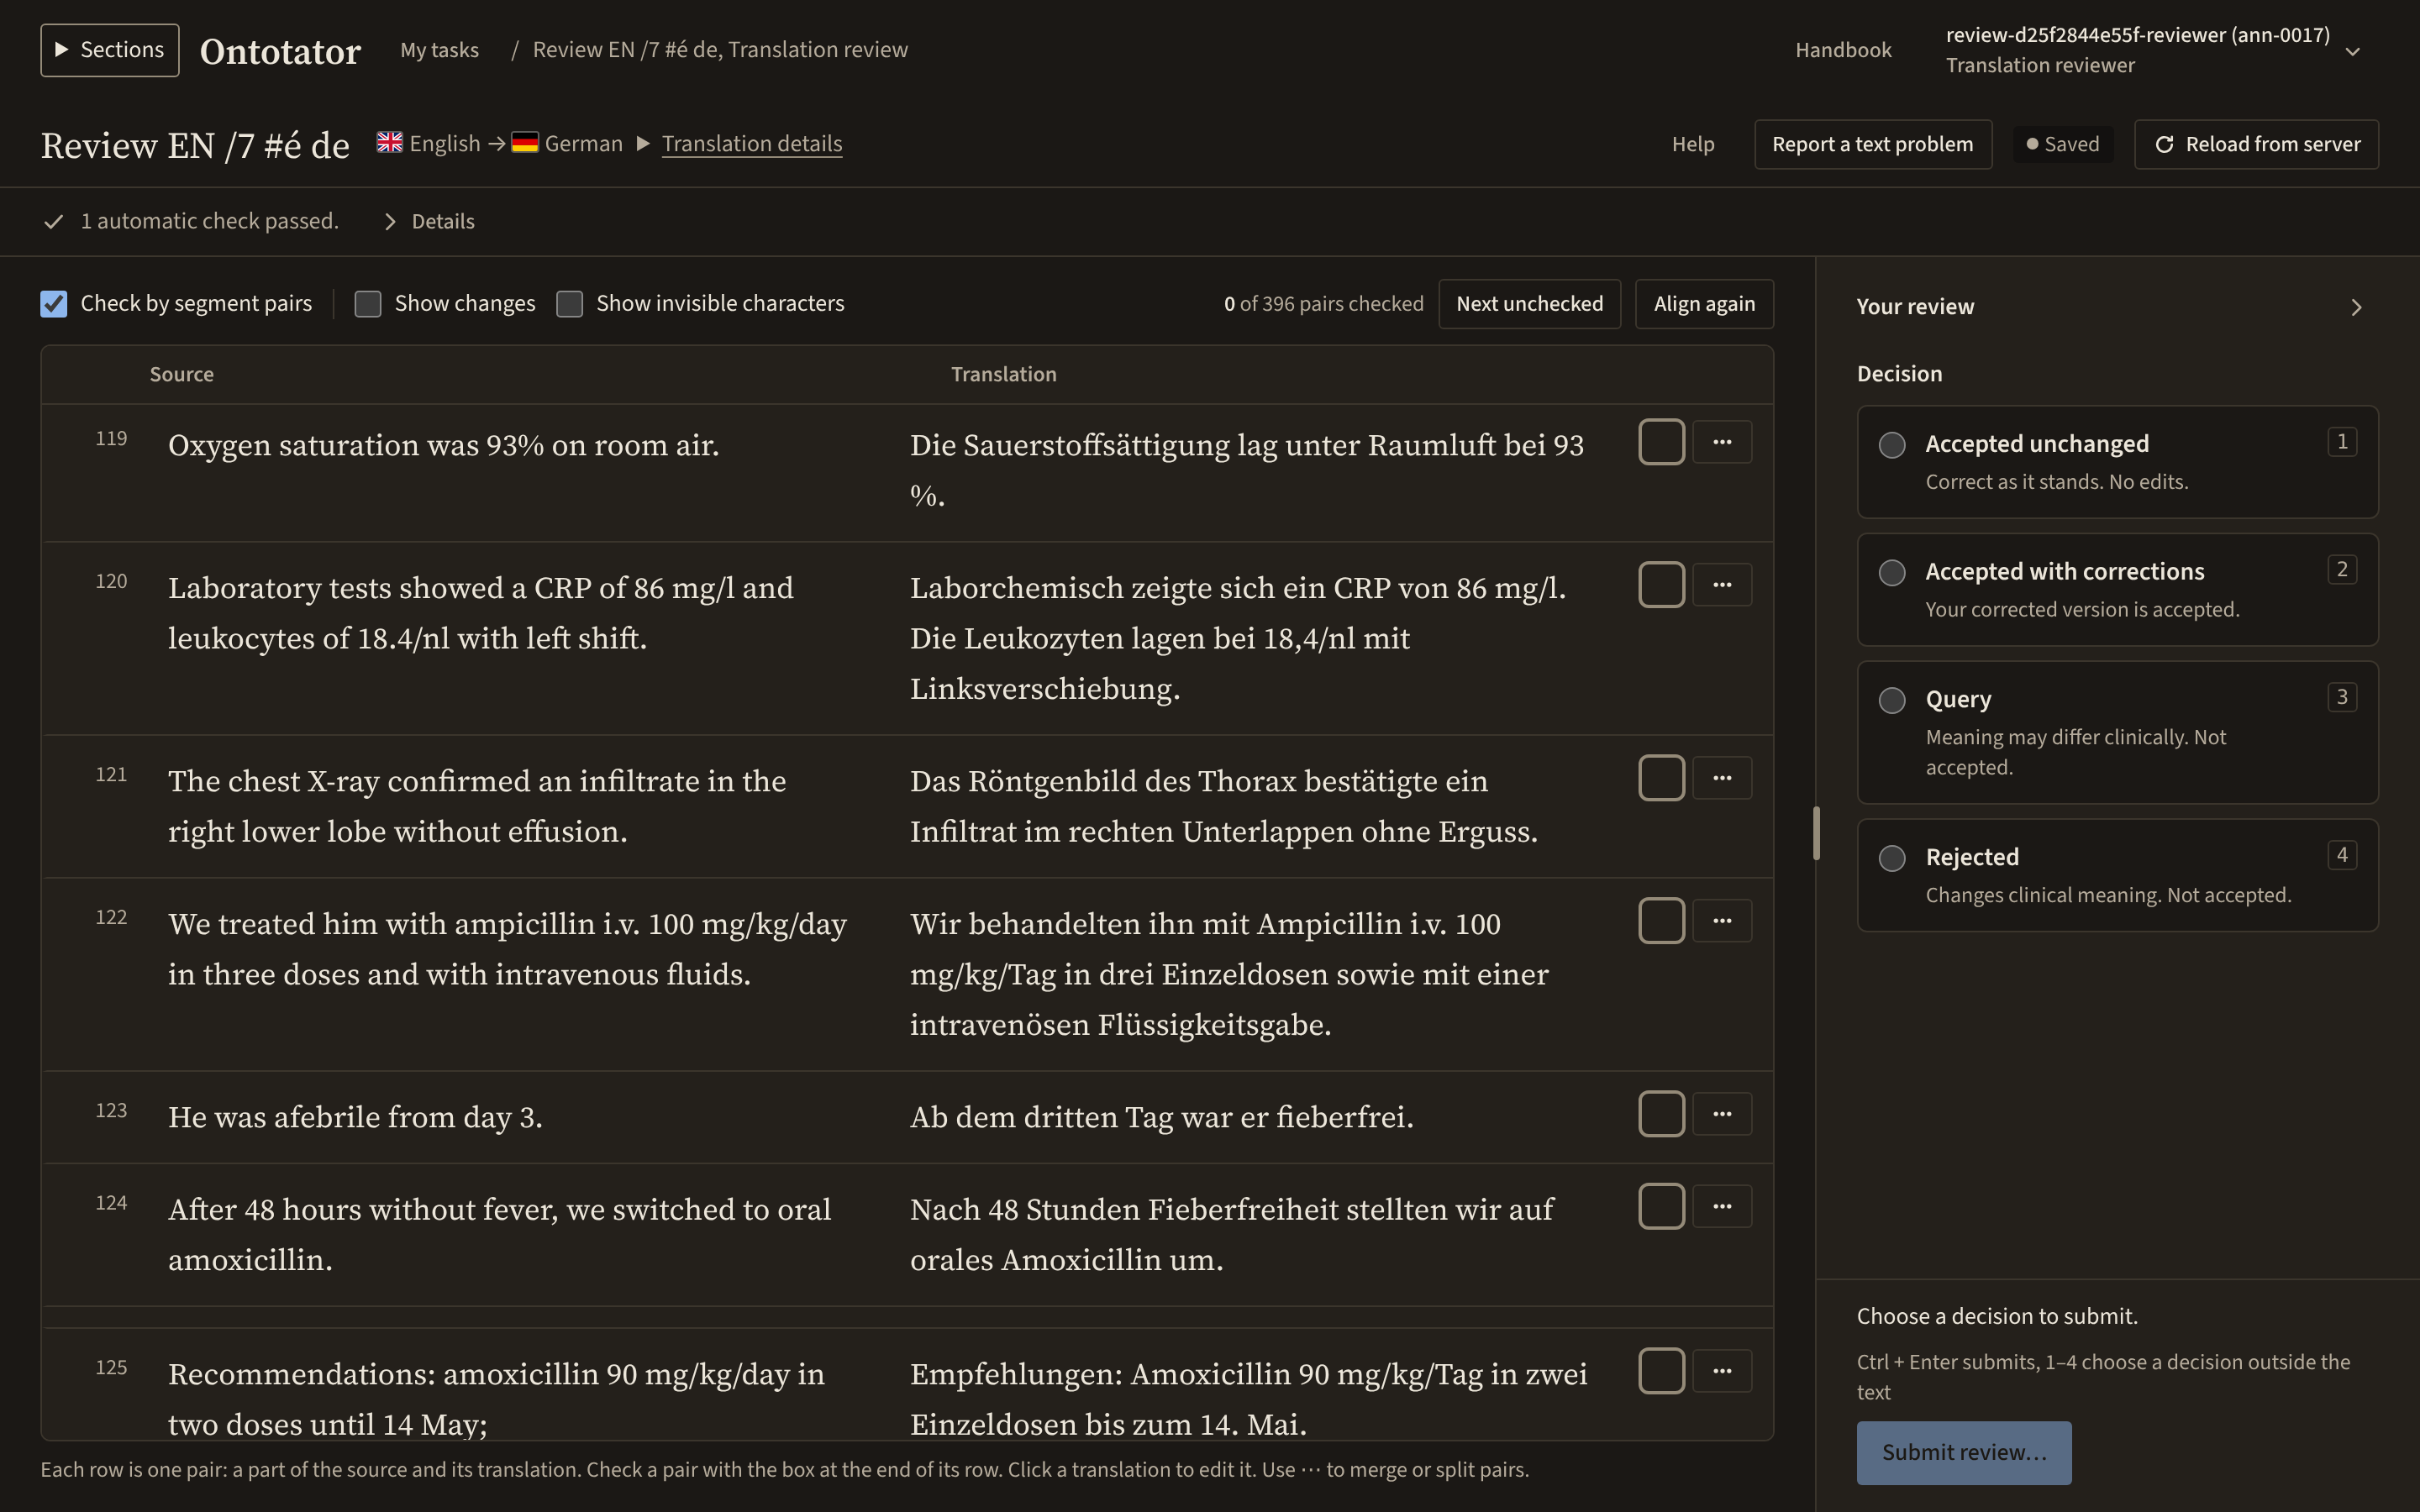 Sections
Ontotator
My tasks / Review EN /7 #é de, Translation review
Handbook
review-d25f2844e55f-reviewer (ann-0017)
Translation reviewer
Review EN /7 #é de
English → German
Translation details
Help
Report a text problem
Saved
Reload from server
1 automatic check passed.
Details
Check by segment pairs
Show changes
Show invisible characters
0 of 396 pairs checked
Next unchecked
Align again
Source
Translation
119
Oxygen saturation was 93% on room air.
Die Sauerstoffsättigung lag unter Raumluft bei 93
%.
120
Laboratory tests showed a CRP of 86 mg/l and
leukocytes of 18.4/nl with left shift.
Laborchemisch zeigte sich ein CRP von 86 mg/l.
Die Leukozyten lagen bei 18,4/nl mit
Linksverschiebung.
121
The chest X-ray confirmed an infiltrate in the
right lower lobe without effusion.
Das Röntgenbild des Thorax bestätigte ein
Infiltrat im rechten Unterlappen ohne Erguss.
122
We treated him with ampicillin i.v. 100 mg/kg/day
in three doses and with intravenous fluids.
Wir behandelten ihn mit Ampicillin i.v. 100
mg/kg/Tag in drei Einzeldosen sowie mit einer
intravenösen Flüssigkeitsgabe.
123
He was afebrile from day 3.
Ab dem dritten Tag war er fieberfrei.
124
After 48 hours without fever, we switched to oral
amoxicillin.
Nach 48 Stunden Fieberfreiheit stellten wir auf
orales Amoxicillin um.
125
Recommendations: amoxicillin 90 mg/kg/day in
two doses until 14 May;
Empfehlungen: Amoxicillin 90 mg/kg/Tag in zwei
Einzeldosen bis zum 14. Mai.
Each row is one pair: a part of the source and its translation. Check a pair with the box at the end of its row. Click a translation to edit it. Use ··· to merge or split pairs.
Your review
Decision
Accepted unchanged
1
Correct as it stands. No edits.
Accepted with corrections
2
Your corrected version is accepted.
Query
3
Meaning may differ clinically. Not
accepted.
Rejected
4
Changes clinical meaning. Not accepted.
Choose a decision to submit.
Ctrl + Enter submits, 1–4 choose a decision outside the
text
Submit review…